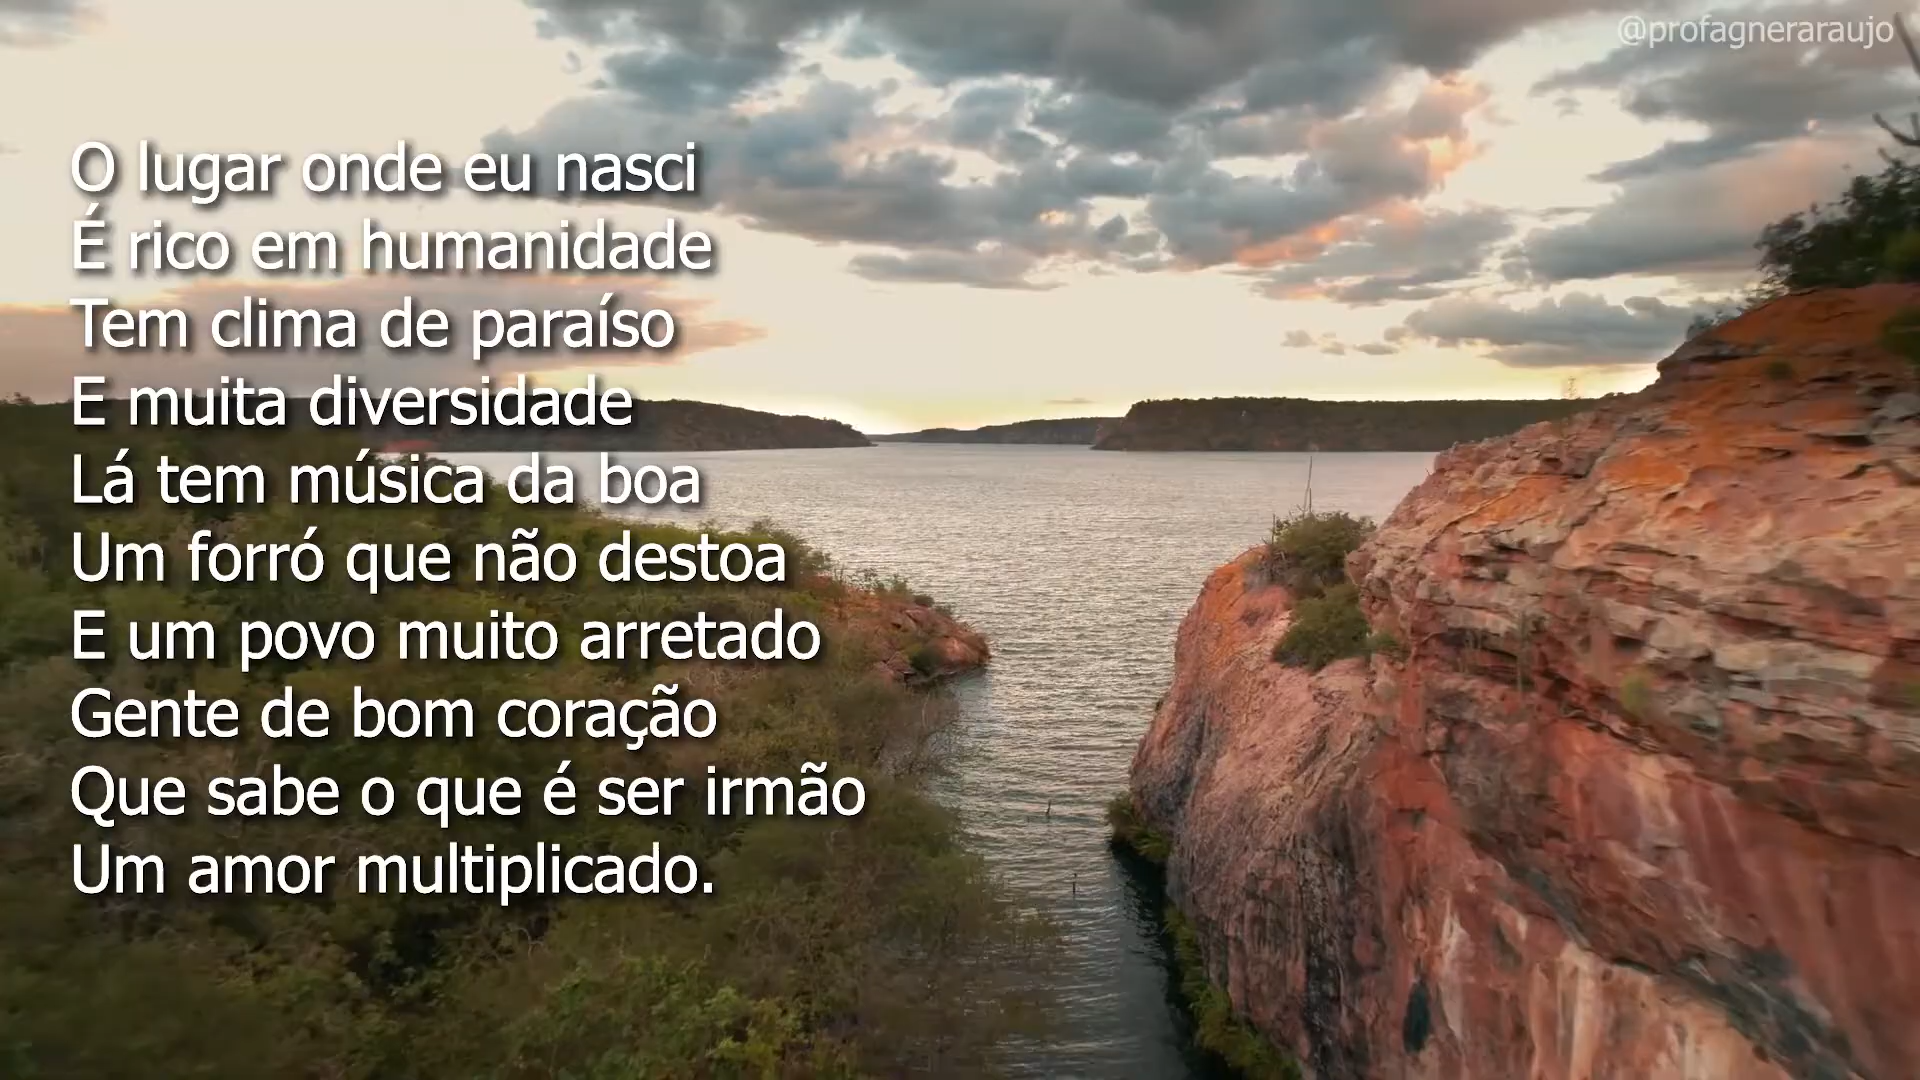 @profagneraraujo
O lugar onde eu nasci
É rico em humanidade
Tem clima de paraíso
E muita diversidade
Lá tem música da boa
Um forró que não destoa
E um povo muito arretado
Gente de bom coração
Que sabe o que é ser irmão
Um amor multiplicado.